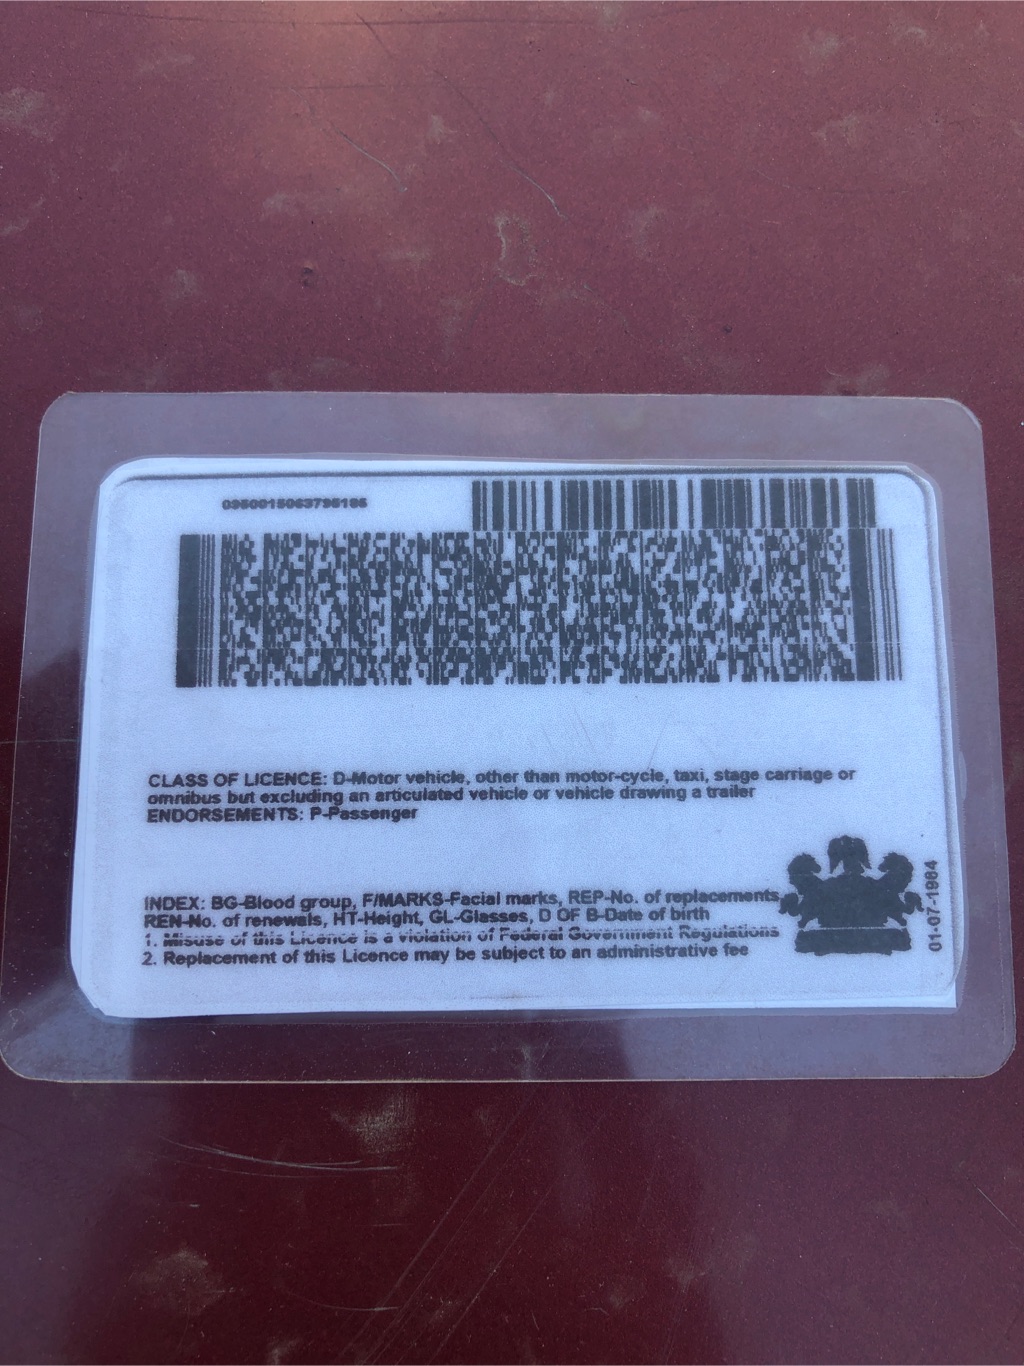 0950015063795186
CLASS OF LICENCE: D-Motor vehicle, other than motor-cycle, taxi, stage carriage or
omnibus but excluding an articulated vehicle or vehicle drawing a trailer
ENDORSEMENTS: P-Passenger
INDEX: BG-Blood group, F/MARKS-Facial marks, REP-No. of replacements,
REN-No. of renewals, HT-Height, GL-Glasses, D OF B-Date of birth
1. Misuse of this Licence is a violation of Federal Government Regulations
2. Replacement of this Licence may be subject to an administrative fee
01-07-1984